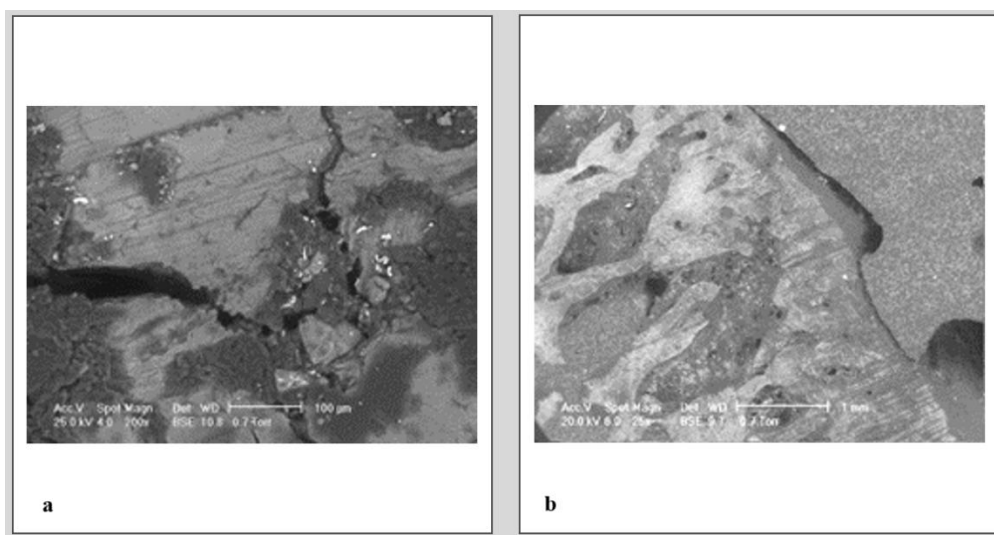 Acc.V Spot Magn Det WD 100 µm
25.0 kV 4.0 200x BSE 10.8 0.7 Torr
a
Acc.V Spot Magn Det WD 1 mm
20.0 kV 6.0 25x BSE 9.7 0.7 Torr
b